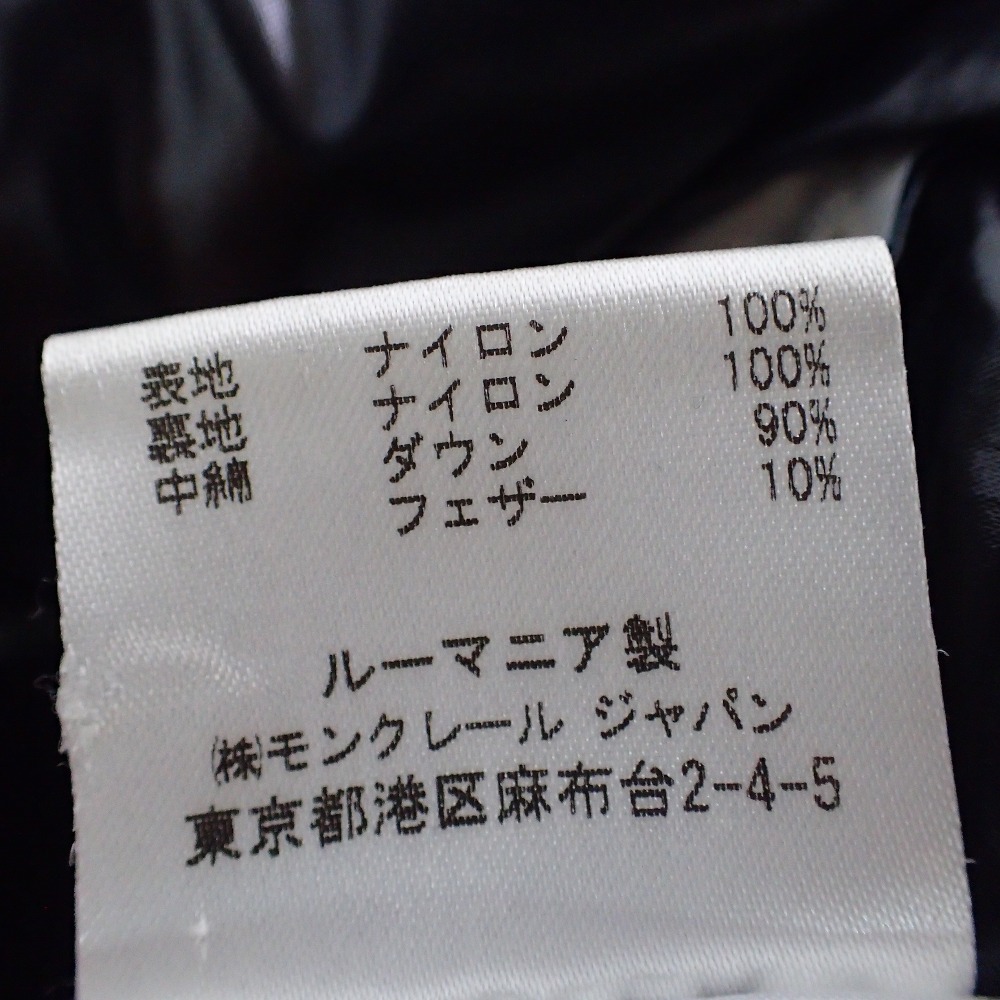 表地 ナイロン 100%
裏地 ナイロン 100%
中綿 ダウン 90%
フェザー 10%
ルーマニア製
㈱モンクレール ジャパン
東京都港区麻布台2-4-5